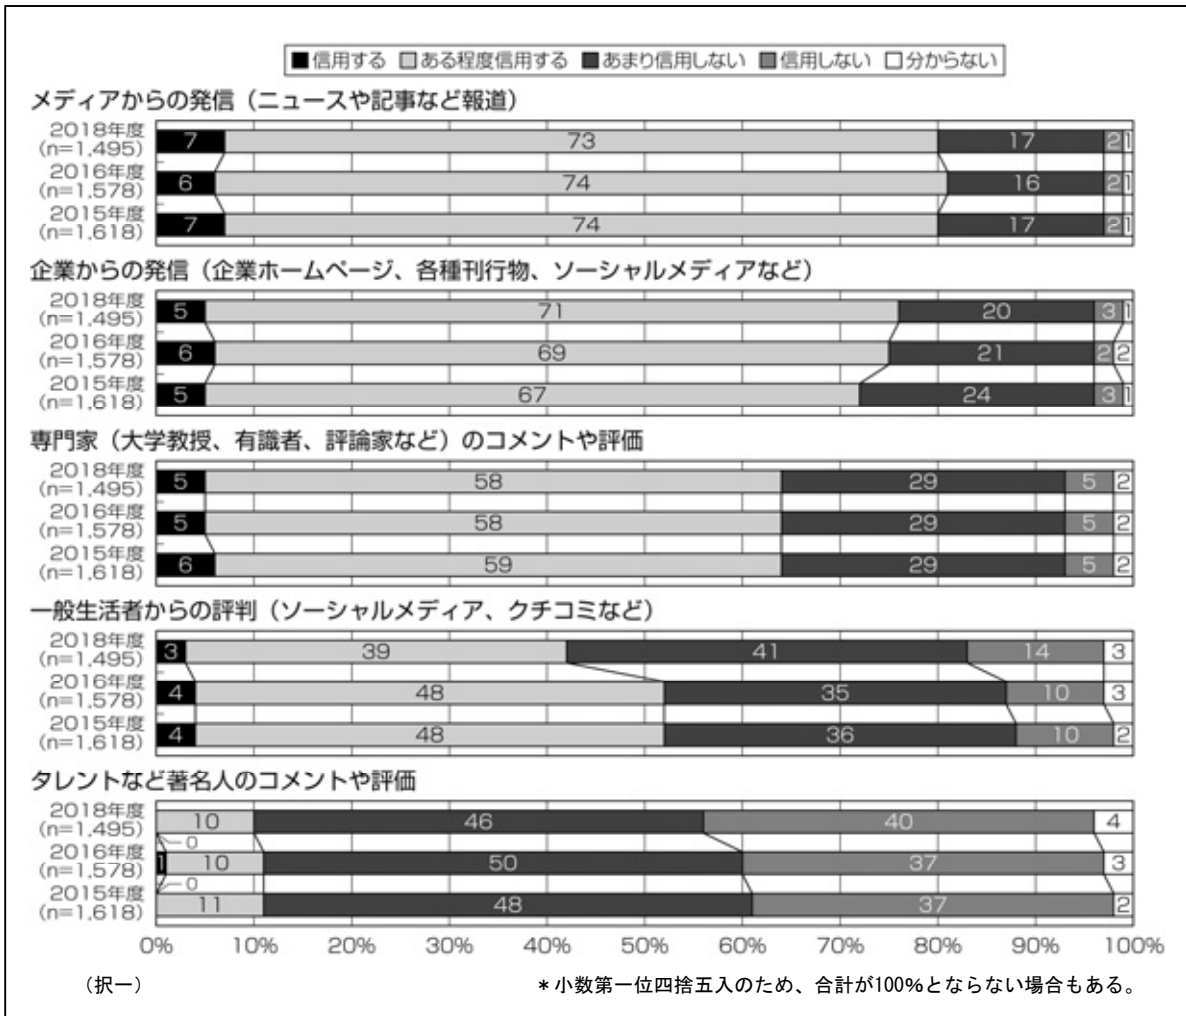 ■信用する □ある程度信用する ■あまり信用しない ■信用しない □分からない
メディアからの発信（ニュースや記事など報道）
2018年度
(n=1,495) 7 73 17 2 1
2016年度
(n=1,578) 6 74 16 2 1
2015年度
(n=1,618) 7 74 17 2 1
企業からの発信（企業ホームページ、各種刊行物、ソーシャルメディアなど）
2018年度
(n=1,495) 5 71 20 3 1
2016年度
(n=1,578) 6 69 21 2 2
2015年度
(n=1,618) 5 67 24 3 1
専門家（大学教授、有識者、評論家など）のコメントや評価
2018年度
(n=1,495) 5 58 29 5 2
2016年度
(n=1,578) 5 58 29 5 2
2015年度
(n=1,618) 6 59 29 5 2
一般生活者からの評判（ソーシャルメディア、クチコミなど）
2018年度
(n=1,495) 3 39 41 14 3
2016年度
(n=1,578) 4 48 35 10 3
2015年度
(n=1,618) 4 48 36 10 2
タレントなど著名人のコメントや評価
2018年度
(n=1,495) 10 46 40 4
0
2016年度
(n=1,578) 1 10 50 37 3
0
2015年度
(n=1,618) 11 48 37 2
0% 10% 20% 30% 40% 50% 60% 70% 80% 90% 100%
（択一） ＊小数第一位四捨五入のため、合計が100%とならない場合もある。